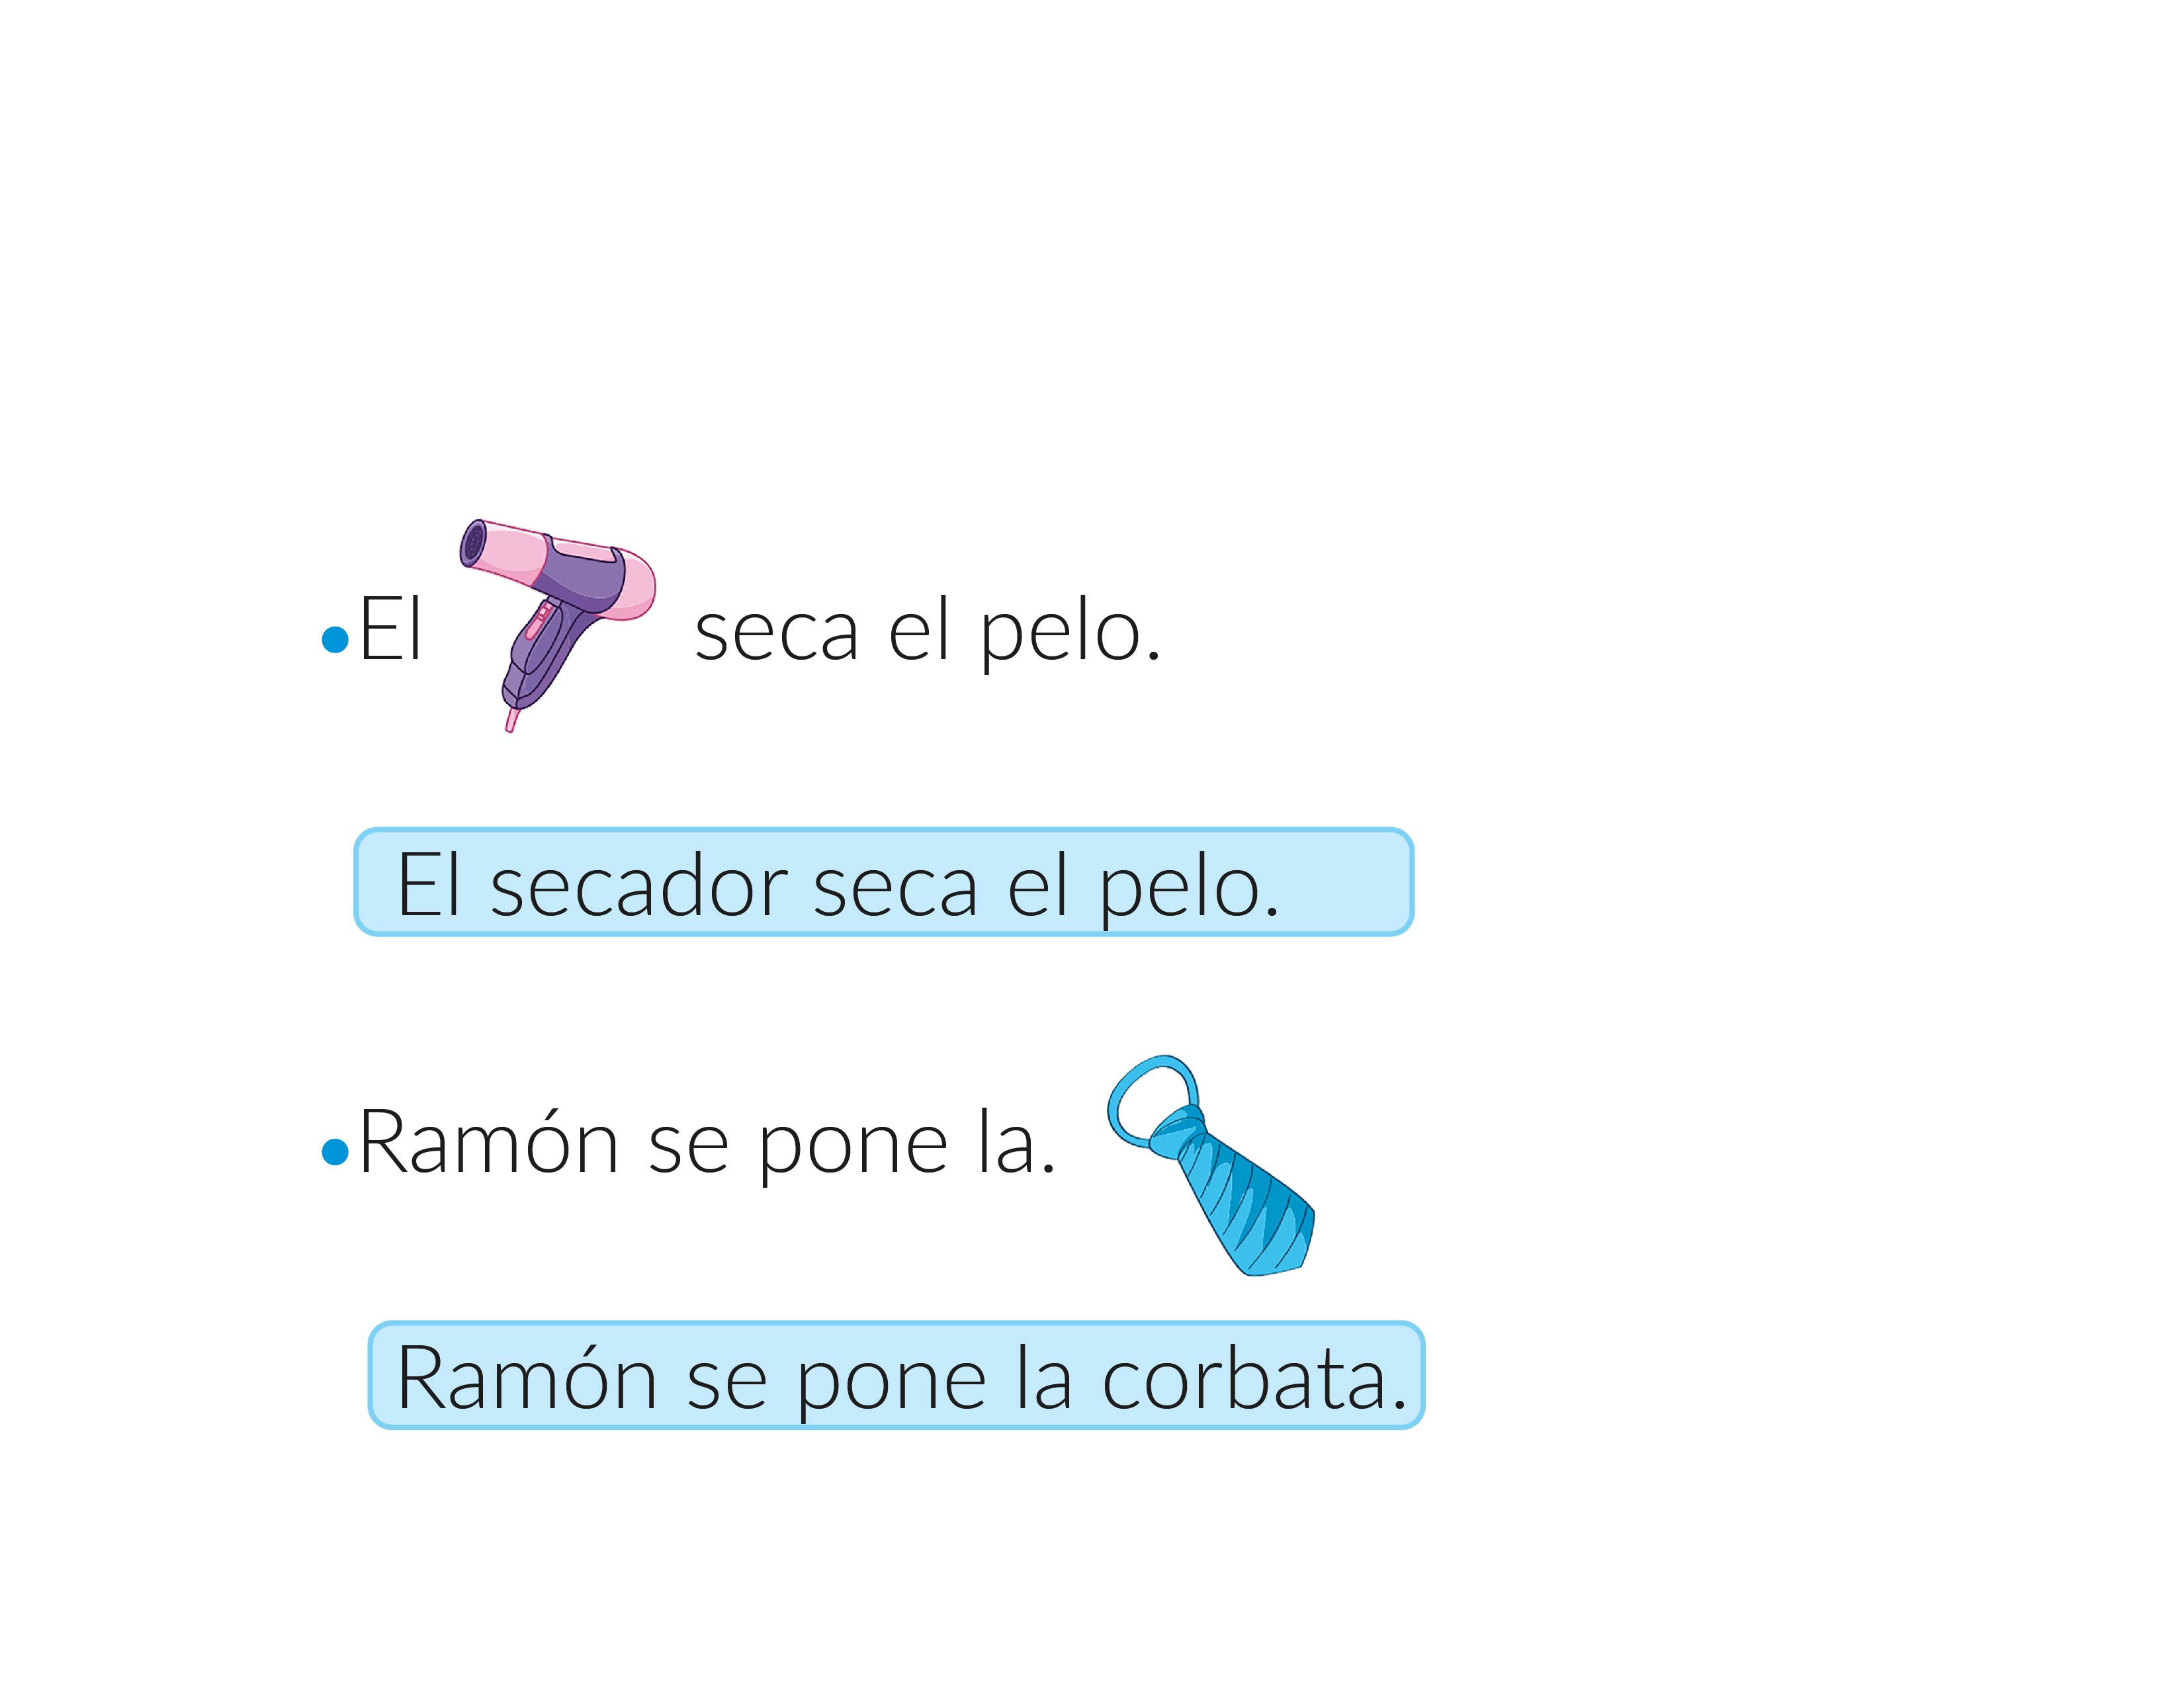 •El seca el pelo.
El secador seca el pelo.
•Ramón se pone la.
Ramón se pone la corbata.